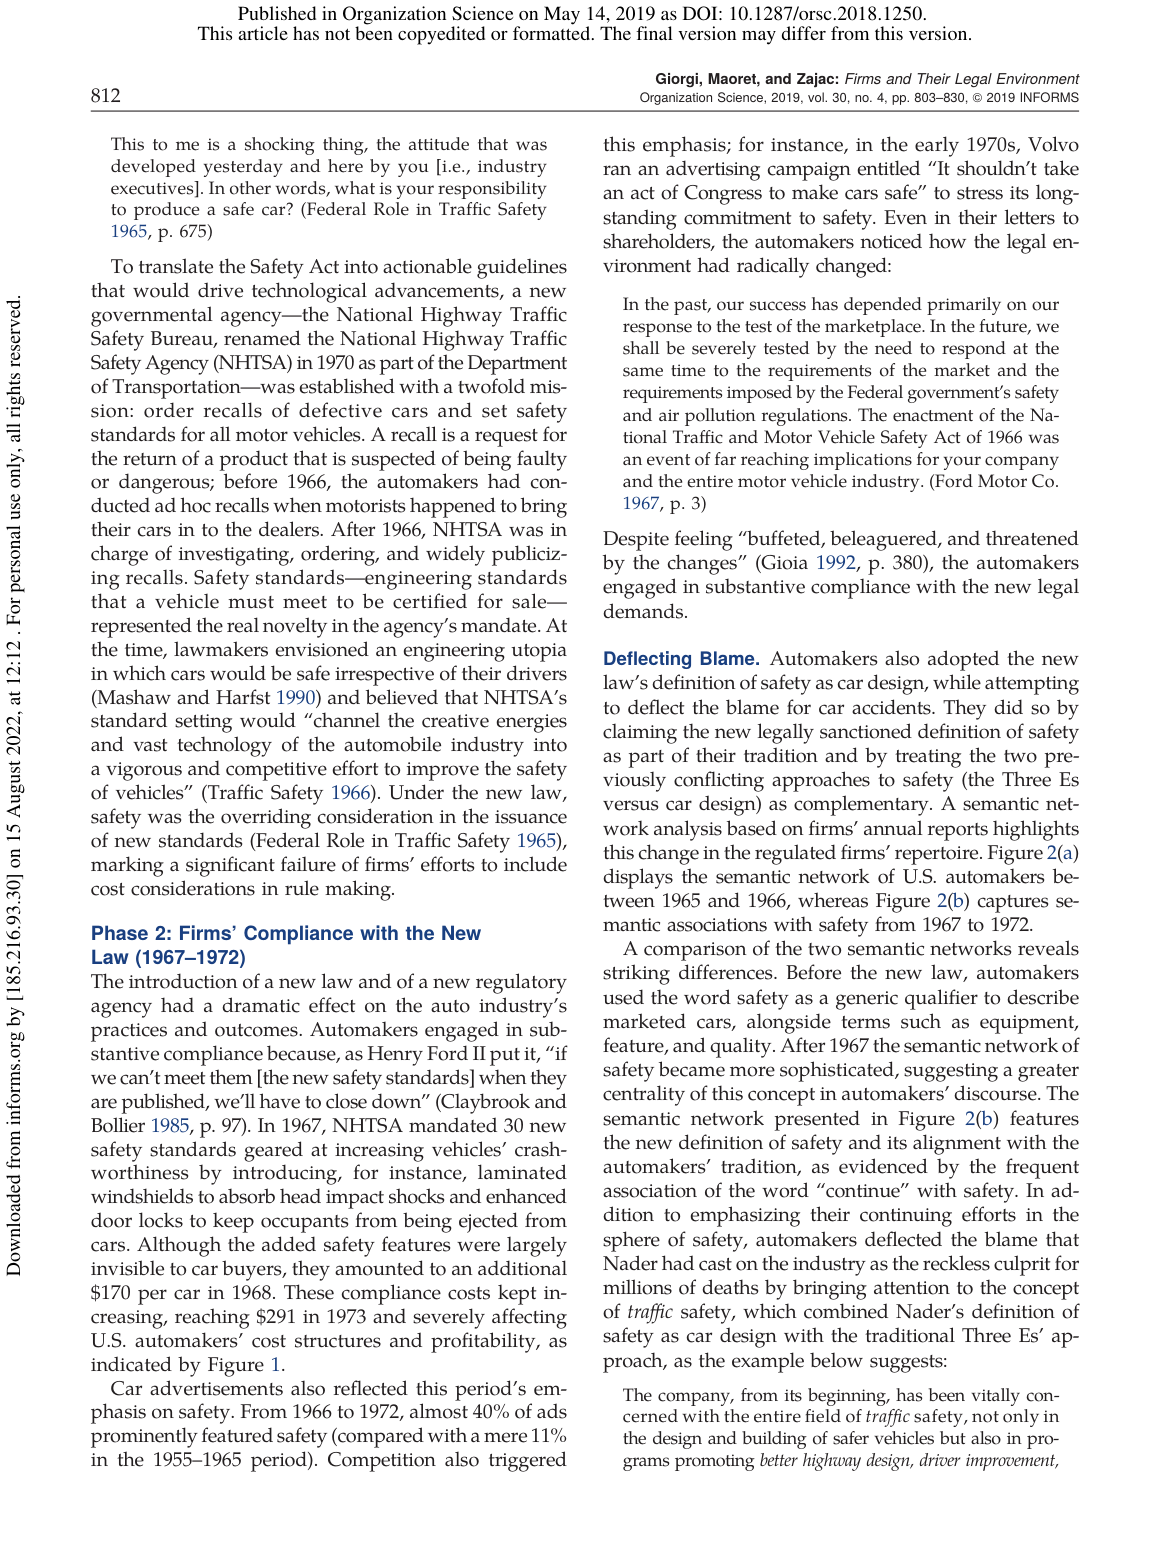 Published in Organization Science on May 14, 2019 as DOI: 10.1287/orsc.2018.1250.
This article has not been copyedited or formatted. The final version may differ from this version.
812
Giorgi, Maoret, and Zajac: Firms and Their Legal Environment
Organization Science, 2019, vol. 30, no. 4, pp. 803–830, © 2019 INFORMS
Downloaded from informs.org by [185.216.93.30] on 15 August 2022, at 12:12 . For personal use only, all rights reserved.
This to me is a shocking thing, the attitude that was
developed yesterday and here by you [i.e., industry
executives]. In other words, what is your responsibility
to produce a safe car? (Federal Role in Traffic Safety
1965, p. 675)
To translate the Safety Act into actionable guidelines
that would drive technological advancements, a new
governmental agency—the National Highway Traffic
Safety Bureau, renamed the National Highway Traffic
Safety Agency (NHTSA) in 1970 as part of the Department
of Transportation—was established with a twofold mis-
sion: order recalls of defective cars and set safety
standards for all motor vehicles. A recall is a request for
the return of a product that is suspected of being faulty
or dangerous; before 1966, the automakers had con-
ducted ad hoc recalls when motorists happened to bring
their cars in to the dealers. After 1966, NHTSA was in
charge of investigating, ordering, and widely publiciz-
ing recalls. Safety standards—engineering standards
that a vehicle must meet to be certified for sale—
represented the real novelty in the agency's mandate. At
the time, lawmakers envisioned an engineering utopia
in which cars would be safe irrespective of their drivers
(Mashaw and Harfst 1990) and believed that NHTSA's
standard setting would “channel the creative energies
and vast technology of the automobile industry into
a vigorous and competitive effort to improve the safety
of vehicles” (Traffic Safety 1966). Under the new law,
safety was the overriding consideration in the issuance
of new standards (Federal Role in Traffic Safety 1965),
marking a significant failure of firms' efforts to include
cost considerations in rule making.
Phase 2: Firms' Compliance with the New
Law (1967–1972)
The introduction of a new law and of a new regulatory
agency had a dramatic effect on the auto industry's
practices and outcomes. Automakers engaged in sub-
stantive compliance because, as Henry Ford II put it, “if
we can't meet them [the new safety standards] when they
are published, we'll have to close down” (Claybrook and
Bollier 1985, p. 97). In 1967, NHTSA mandated 30 new
safety standards geared at increasing vehicles' crash-
worthiness by introducing, for instance, laminated
windshields to absorb head impact shocks and enhanced
door locks to keep occupants from being ejected from
cars. Although the added safety features were largely
invisible to car buyers, they amounted to an additional
$170 per car in 1968. These compliance costs kept in-
creasing, reaching $291 in 1973 and severely affecting
U.S. automakers' cost structures and profitability, as
indicated by Figure 1.
Car advertisements also reflected this period's em-
phasis on safety. From 1966 to 1972, almost 40% of ads
prominently featured safety (compared with a mere 11%
in the 1955–1965 period). Competition also triggered
this emphasis; for instance, in the early 1970s, Volvo
ran an advertising campaign entitled “It shouldn't take
an act of Congress to make cars safe” to stress its long-
standing commitment to safety. Even in their letters to
shareholders, the automakers noticed how the legal en-
vironment had radically changed:
In the past, our success has depended primarily on our
response to the test of the marketplace. In the future, we
shall be severely tested by the need to respond at the
same time to the requirements of the market and the
requirements imposed by the Federal government's safety
and air pollution regulations. The enactment of the Na-
tional Traffic and Motor Vehicle Safety Act of 1966 was
an event of far reaching implications for your company
and the entire motor vehicle industry. (Ford Motor Co.
1967, p. 3)
Despite feeling “buffeted, beleaguered, and threatened
by the changes” (Gioia 1992, p. 380), the automakers
engaged in substantive compliance with the new legal
demands.
Deflecting Blame. Automakers also adopted the new
law's definition of safety as car design, while attempting
to deflect the blame for car accidents. They did so by
claiming the new legally sanctioned definition of safety
as part of their tradition and by treating the two pre-
viously conflicting approaches to safety (the Three Es
versus car design) as complementary. A semantic net-
work analysis based on firms' annual reports highlights
this change in the regulated firms' repertoire. Figure 2(a)
displays the semantic network of U.S. automakers be-
tween 1965 and 1966, whereas Figure 2(b) captures se-
mantic associations with safety from 1967 to 1972.
A comparison of the two semantic networks reveals
striking differences. Before the new law, automakers
used the word safety as a generic qualifier to describe
marketed cars, alongside terms such as equipment,
feature, and quality. After 1967 the semantic network of
safety became more sophisticated, suggesting a greater
centrality of this concept in automakers' discourse. The
semantic network presented in Figure 2(b) features
the new definition of safety and its alignment with the
automakers' tradition, as evidenced by the frequent
association of the word “continue” with safety. In ad-
dition to emphasizing their continuing efforts in the
sphere of safety, automakers deflected the blame that
Nader had cast on the industry as the reckless culprit for
millions of deaths by bringing attention to the concept
of traffic safety, which combined Nader's definition of
safety as car design with the traditional Three Es' ap-
proach, as the example below suggests:
The company, from its beginning, has been vitally con-
cerned with the entire field of traffic safety, not only in
the design and building of safer vehicles but also in pro-
grams promoting better highway design, driver improvement,